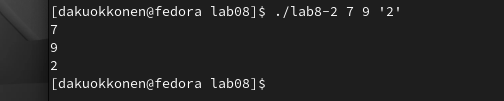 [dakuokkonen@fedora lab08]$ ./lab8-2 7 9 '2'
7
9
2
[dakuokkonen@fedora lab08]$